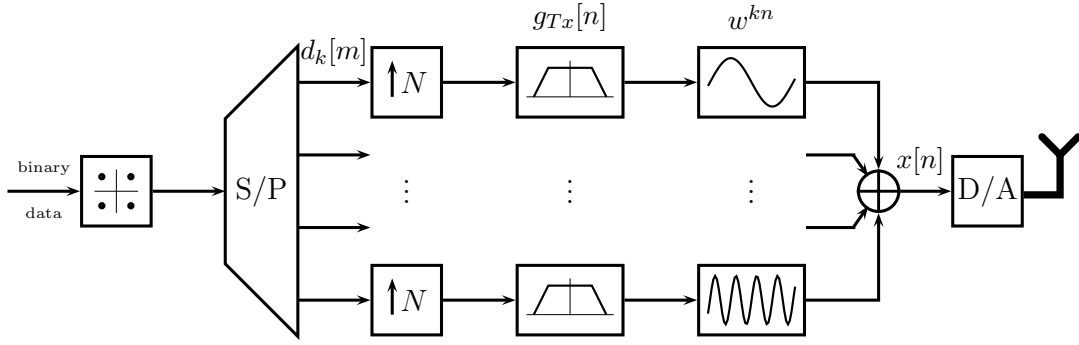 g_{Tx}[n]
w^{kn}
d_k[m]
↑ N
binary
data
S/P
x[n]
D/A
↑ N